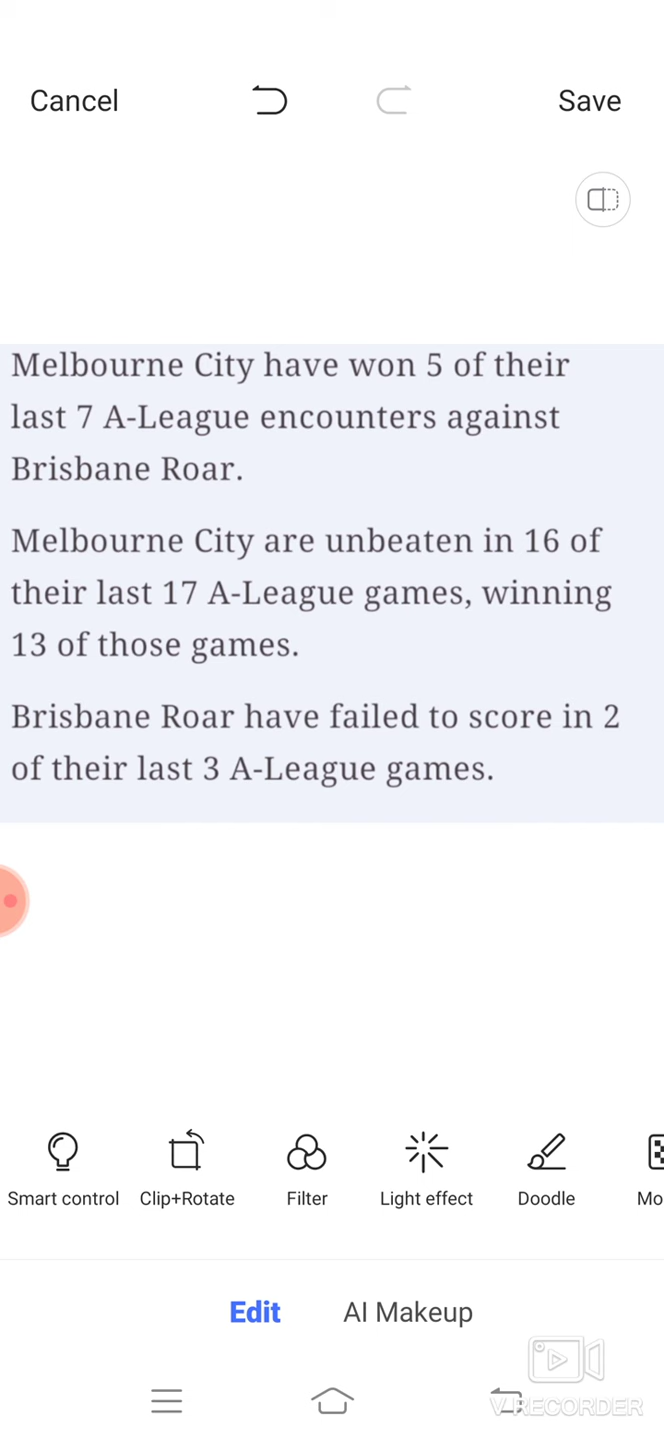 Cancel
Save
Melbourne City have won 5 of their
last 7 A-League encounters against
Brisbane Roar.
Melbourne City are unbeaten in 16 of
their last 17 A-League games, winning
13 of those games.
Brisbane Roar have failed to score in 2
of their last 3 A-League games.
Smart control Clip+Rotate Filter Light effect Doodle Mo
Edit AI Makeup
V RECORDER